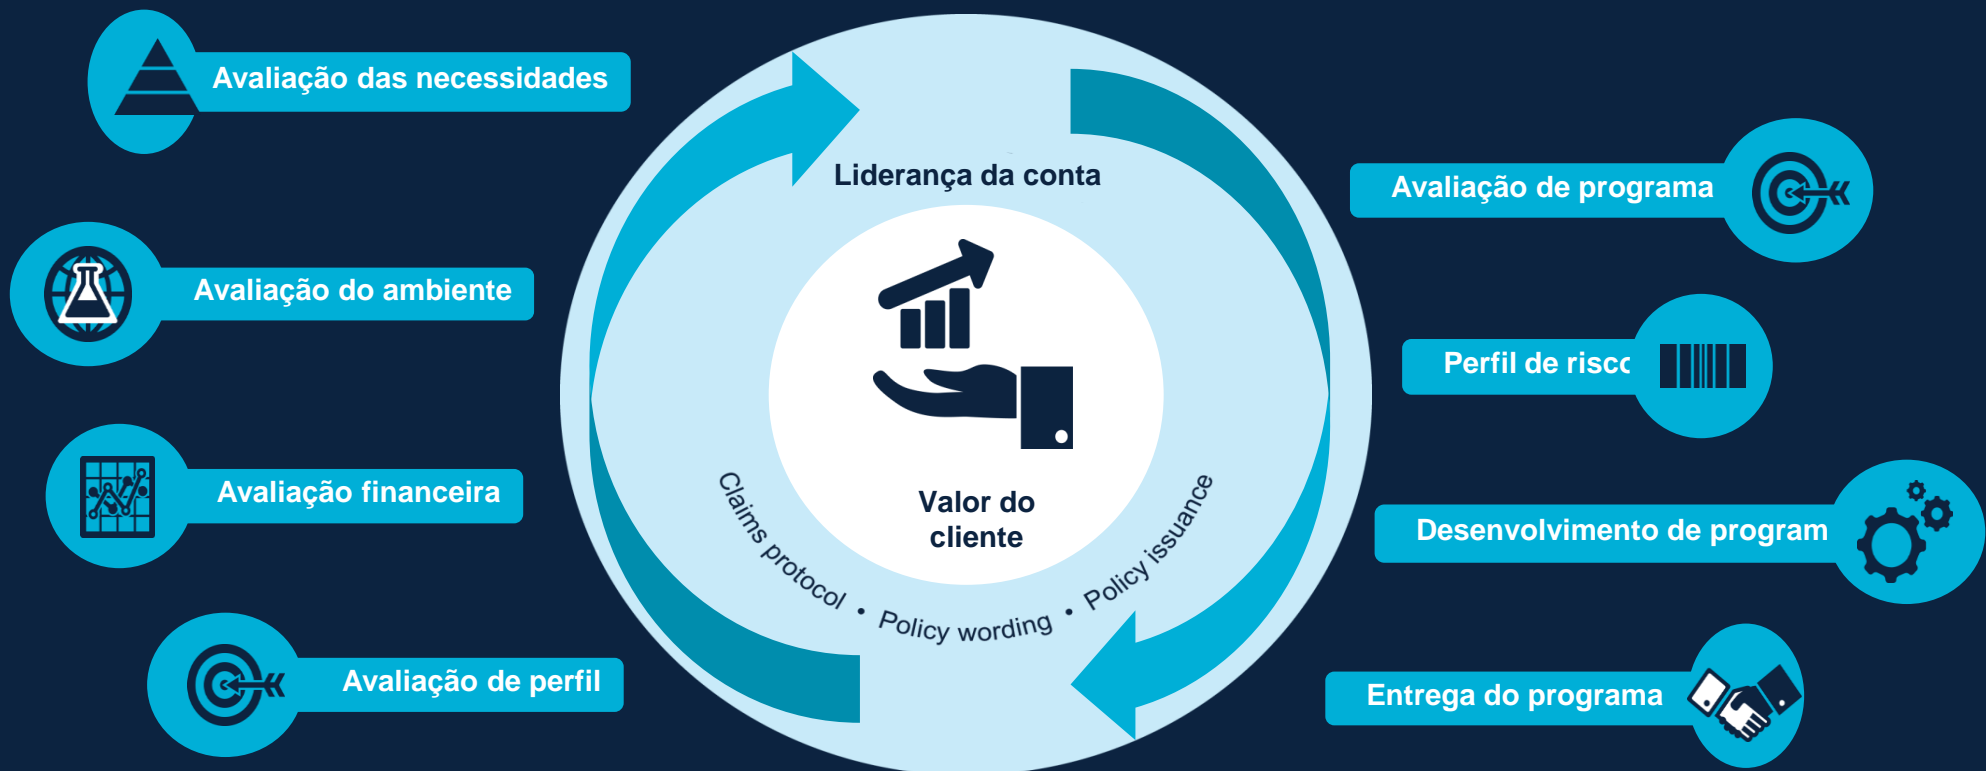 Avaliação das necessidades
Avaliação do ambiente
Avaliação financeira
Avaliação de perfil
Liderança da conta
Valor do
cliente
Claims protocol • Policy wording • Policy issuance
Avaliação de programa
Perfil de risco
Desenvolvimento de program
Entrega do programa